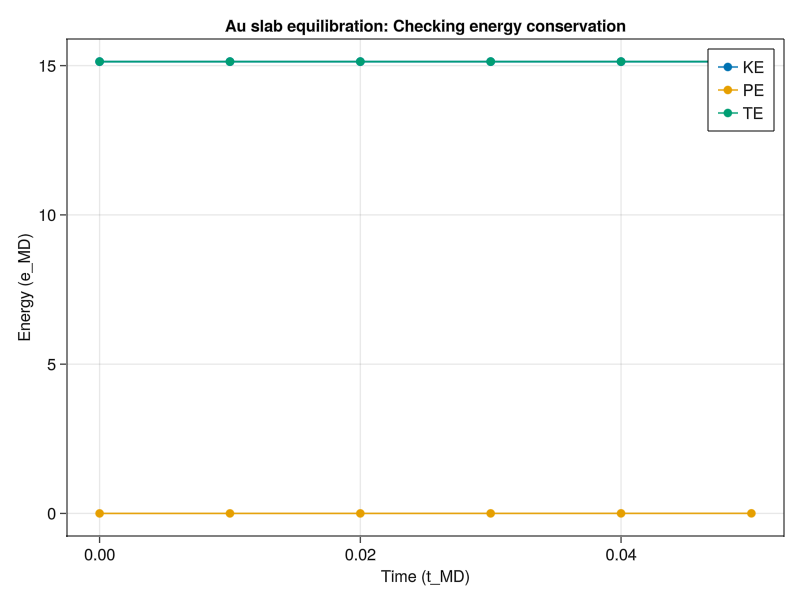 Au slab equilibration: Checking energy conservation
15
10
5
0
Energy (e_MD)
KE
PE
TE
0.00 0.02 0.04
Time (t_MD)